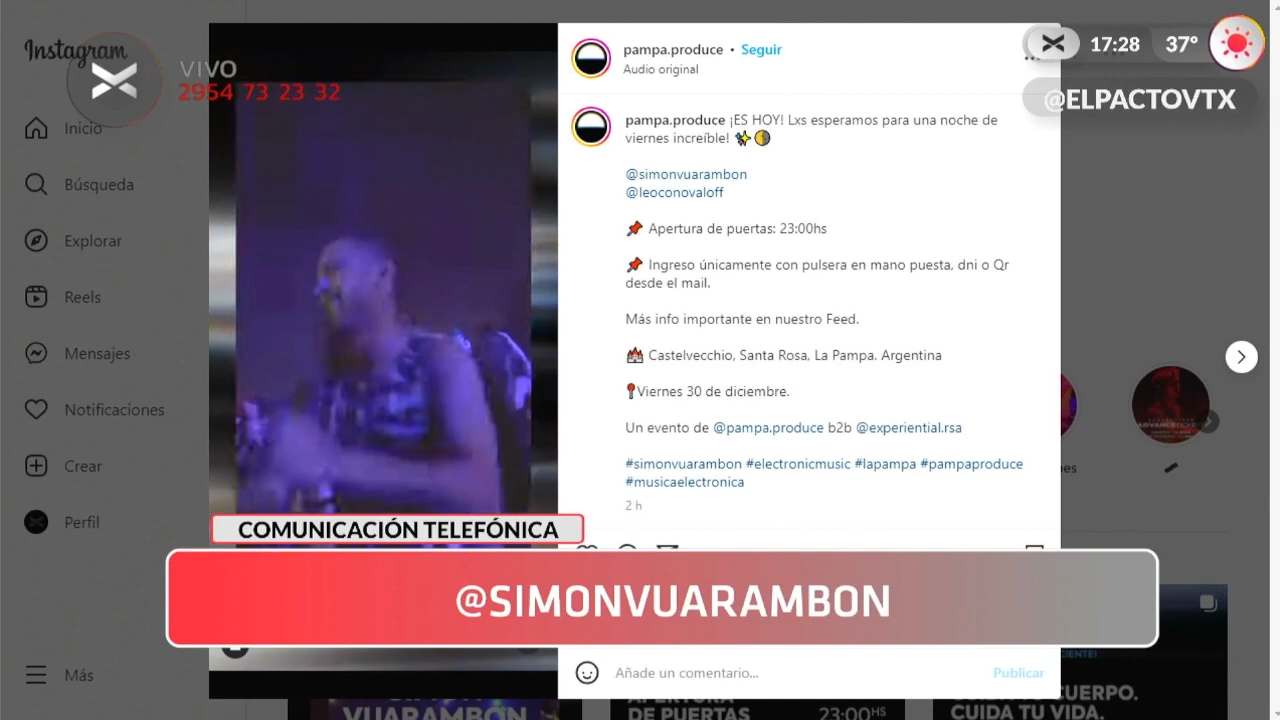 Instagram
VIVO
2954 73 23 32
Inicio
Búsqueda
Explorar
Reels
Mensajes
Notificaciones
Crear
Perfil
Más
pampa.produce • Seguir
Audio original
17:28 37°
@ELPACTOVTX
pampa.produce ¡ES HOY! Lxs esperamos para una noche de
viernes increíble!
@simonvuarambon
@leoconovaloff
Apertura de puertas: 23:00hs
Ingreso únicamente con pulsera en mano puesta, dni o Qr
desde el mail.
Más info importante en nuestro Feed.
Castelvecchio, Santa Rosa, La Pampa. Argentina
Viernes 30 de diciembre.
Un evento de @pampa.produce b2b @experiential.rsa
#simonvuarambon #electronicmusic #lapampa #pampaproduce
#musicaelectronica
2 h
COMUNICACIÓN TELEFÓNICA
@SIMONVUARAMBON
Añade un comentario...
Publicar
SIMON
VUARAMBON
APERTURA
DE PUERTAS 23:00HS
CUIDA TU CUERPO.
CUIDA TU VIDA.